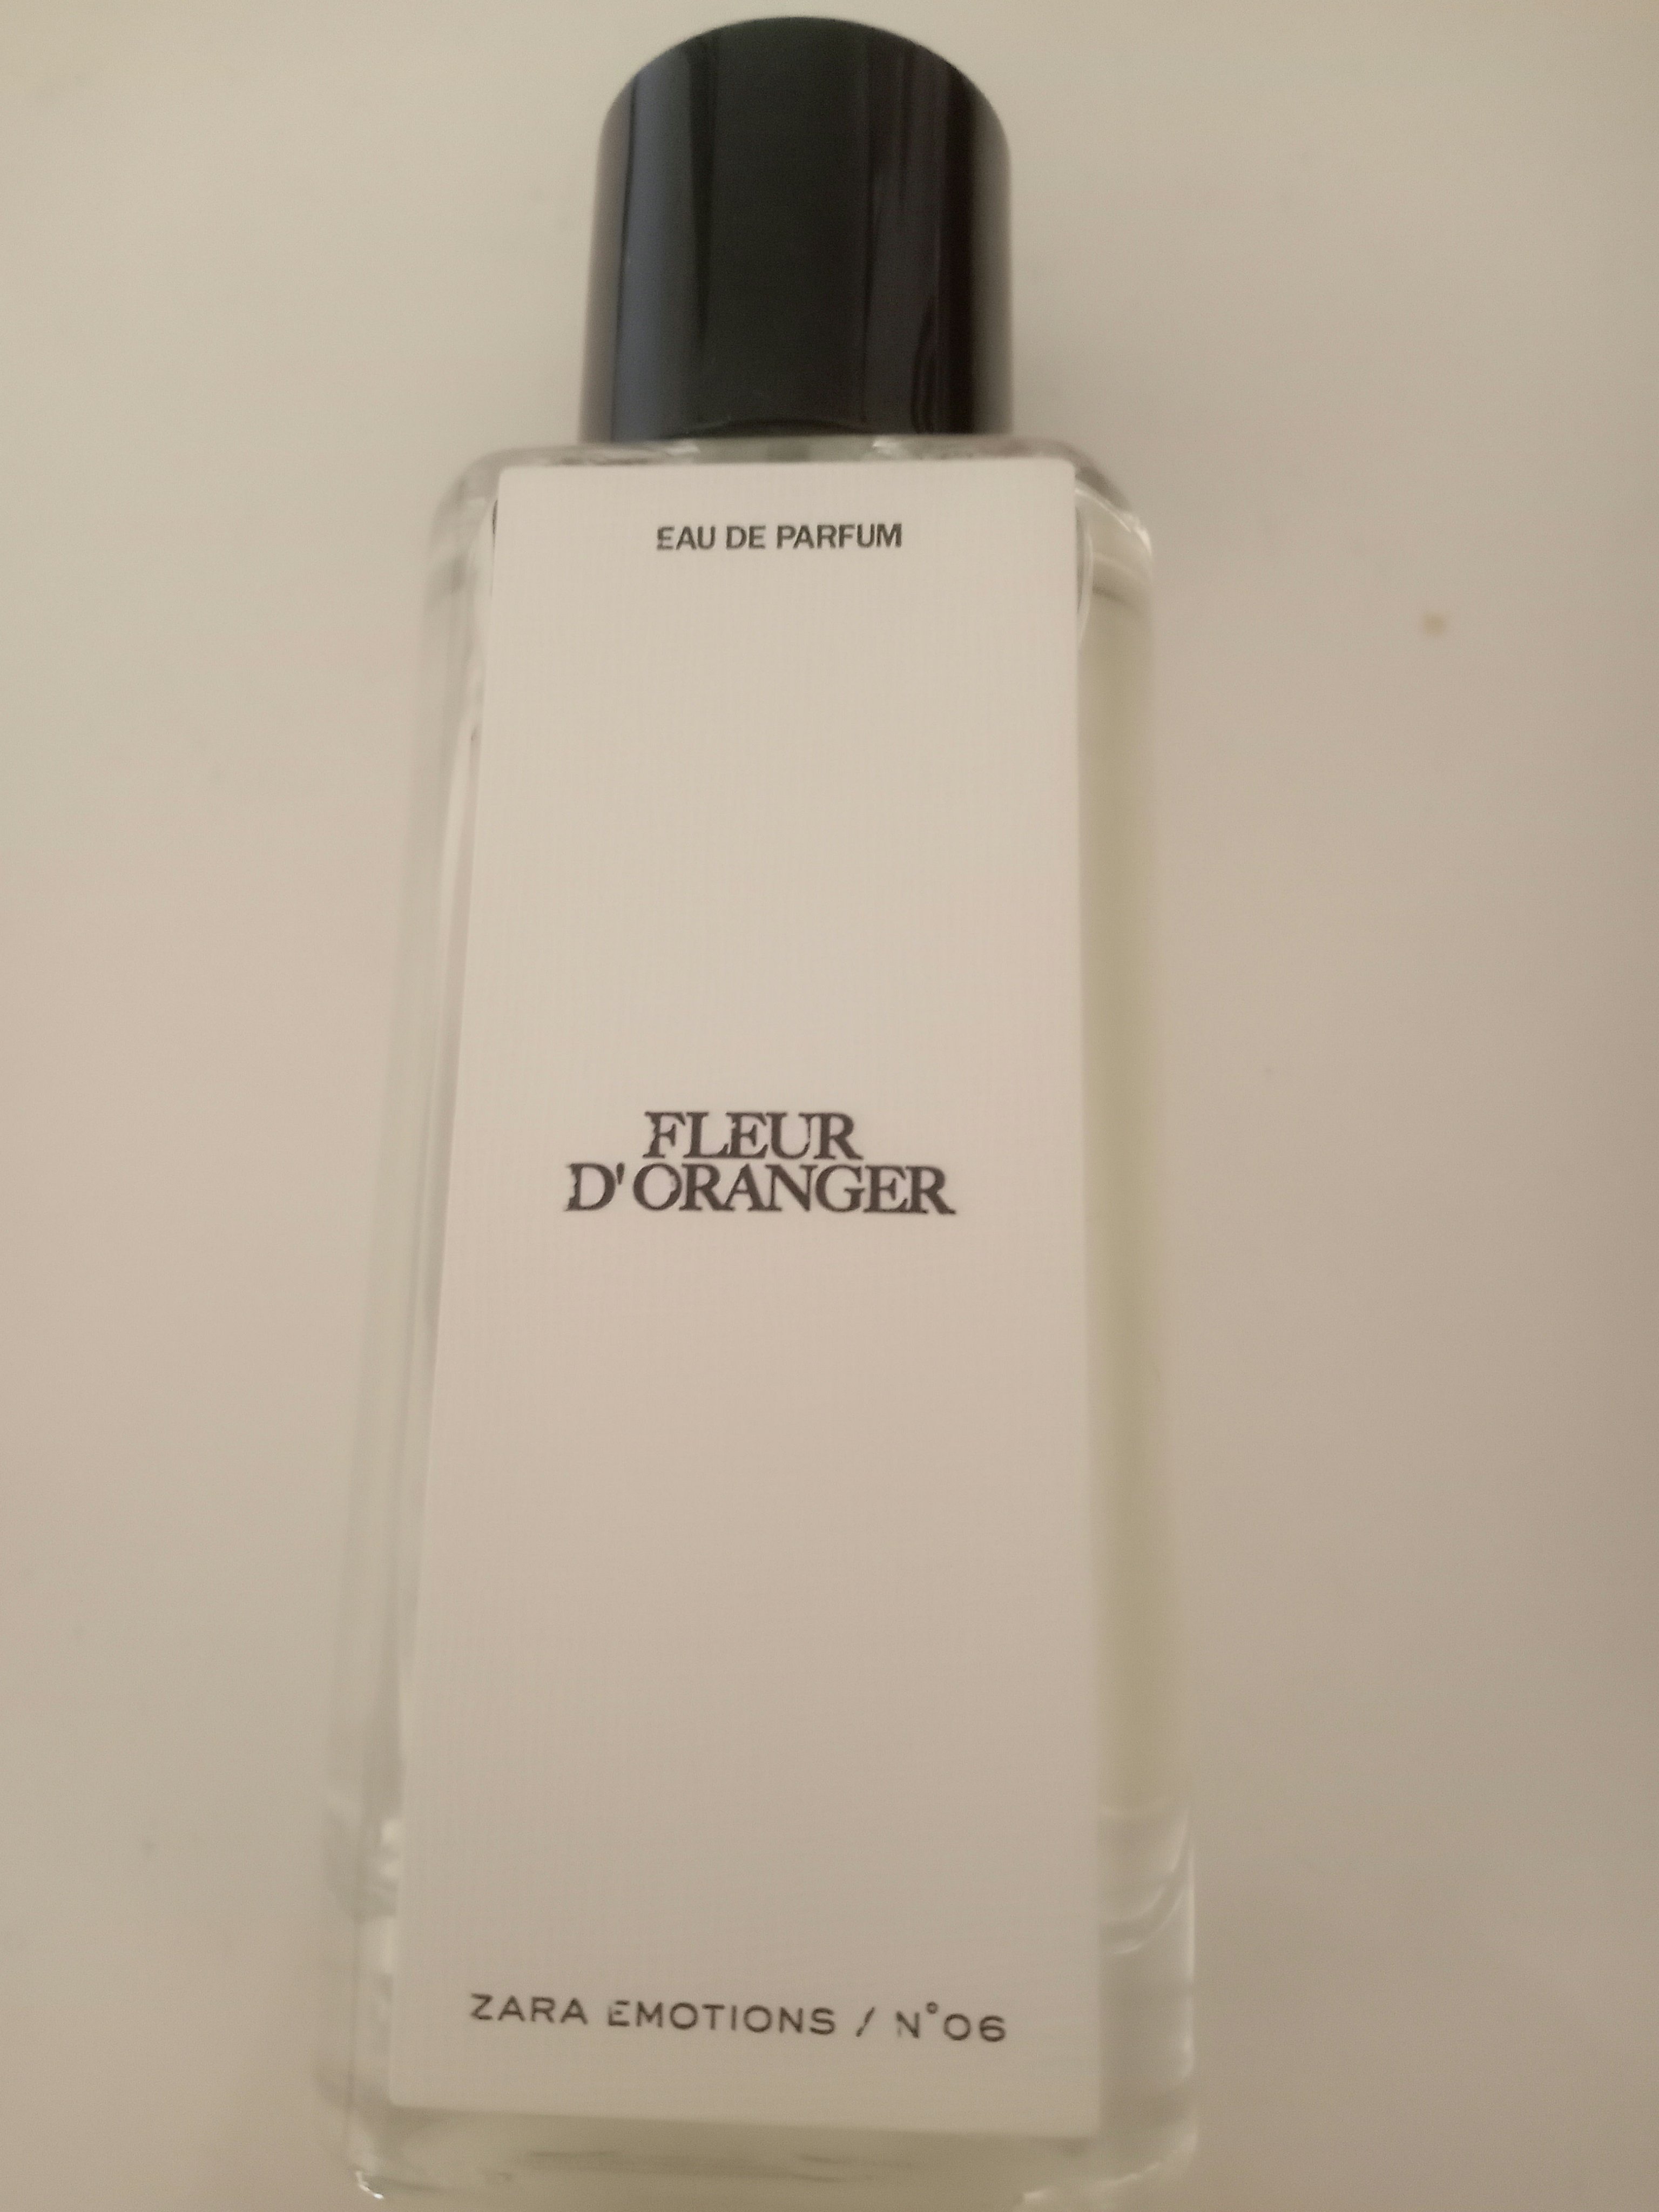 EAU DE PARFUM
FLEUR
D'ORANGER
ZARA EMOTIONS / N°06